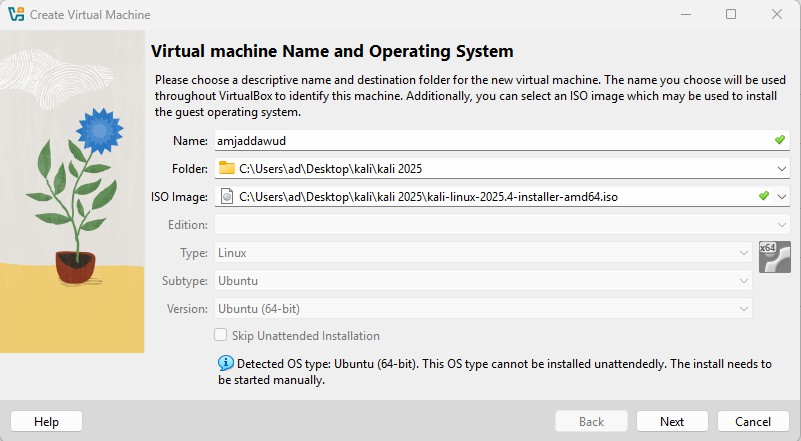 Create Virtual Machine
Virtual machine Name and Operating System
Please choose a descriptive name and destination folder for the new virtual machine. The name you choose will be used
throughout VirtualBox to identify this machine. Additionally, you can select an ISO image which may be used to install
the guest operating system.
Name: amjaddawud
Folder: C:\Users\ad\Desktop\kali\kali 2025
ISO Image: C:\Users\ad\Desktop\kali\kali 2025\kali-linux-2025.4-installer-amd64.iso
Edition:
Type: Linux x64
Subtype: Ubuntu
Version: Ubuntu (64-bit)
Skip Unattended Installation
Detected OS type: Ubuntu (64-bit). This OS type cannot be installed unattendedly. The install needs to
be started manually.
Help Back Next Cancel